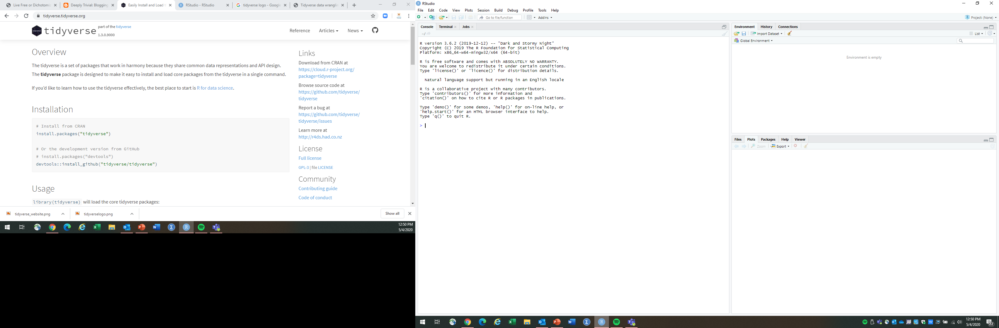 Live Free or Dichotomiz
Deeply Trivial: Blogging
Easily Install and Load t
RStudio - RStudio
tidyverse logo - Google
Tidyverse data wranglin
tidyverse.tidyverse.org
tidyverse
part of the tidyverse
1.3.0.9000
Reference
Articles
News
Overview
The tidyverse is a set of packages that work in harmony because they share common data representations and API design.
The tidyverse package is designed to make it easy to install and load core packages from the tidyverse in a single command.
If you'd like to learn how to use the tidyverse effectively, the best place to start is R for data science.
Installation
# Install from CRAN
install.packages("tidyverse")
# Or the development version from GitHub
# install.packages("devtools")
devtools::install_github("tidyverse/tidyverse")
Usage
library(tidyverse) will load the core tidyverse packages:
Links
Download from CRAN at
https://cloud.r-project.org/
package=tidyverse
Browse source code at
https://github.com/tidyverse/
tidyverse
Report a bug at
https://github.com/tidyverse/
tidyverse/issues
Learn more at
http://r4ds.had.co.nz
License
Full license
GPL-3 | file LICENSE
Community
Contributing guide
Code of conduct
tidyverse_website.png
tidyverselogo.png
Show all
12:50 PM
5/4/2020
RStudio
File Edit Code View Plots Session Build Debug Profile Tools Help
Go to file/function
Addins
Project: (None)
Console Terminal Jobs
~/
R version 3.6.2 (2019-12-12) -- "Dark and Stormy Night"
Copyright (C) 2019 The R Foundation for Statistical Computing
Platform: x86_64-w64-mingw32/x64 (64-bit)
R is free software and comes with ABSOLUTELY NO WARRANTY.
You are welcome to redistribute it under certain conditions.
Type 'license()' or 'licence()' for distribution details.
Natural language support but running in an English locale
R is a collaborative project with many contributors.
Type 'contributors()' for more information and
'citation()' on how to cite R or R packages in publications.
Type 'demo()' for some demos, 'help()' for on-line help, or
'help.start()' for an HTML browser interface to help.
Type 'q()' to quit R.
>
Environment History Connections
Import Dataset
List
Global Environment
Environment is empty
Files Plots Packages Help Viewer
Zoom
Export
12:50 PM
5/4/2020
22